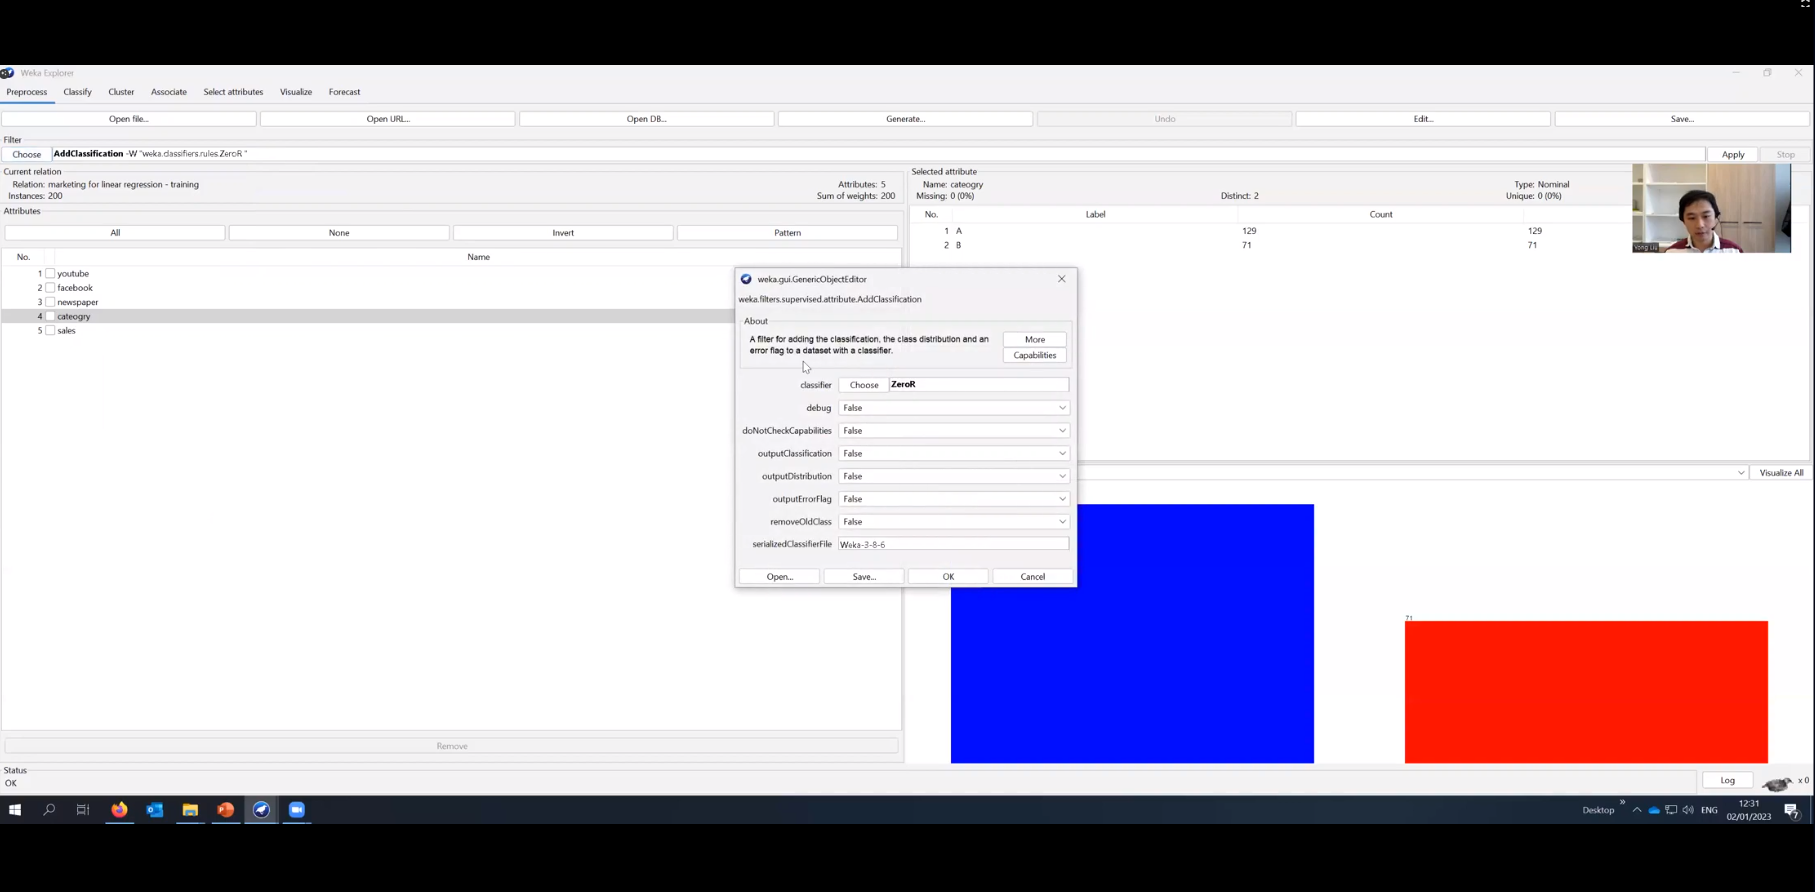 Weka Explorer
Preprocess Classify Cluster Associate Select attributes Visualize Forecast
Open file... Open URL... Open DB... Generate... Undo Edit... Save...
Filter
Choose AddClassification -W "weka.classifiers.rules.ZeroR " Apply Stop
Current relation
Relation: marketing for linear regression - training Attributes: 5
Instances: 200 Sum of weights: 200
Selected attribute
Name: cateogry Type: Nominal
Missing: 0 (0%) Distinct: 2 Unique: 0 (0%)
Attributes
All None Invert Pattern
No. Name
1 youtube
2 facebook
3 newspaper
4 cateogry
5 sales
No. Label Count
1 A 129 129
2 B 71 71
Yong Liu
weka.gui.GenericObjectEditor
weka.filters.supervised.attribute.AddClassification
About
A filter for adding the classification, the class distribution and an
error flag to a dataset with a classifier.
More
Capabilities
classifier Choose ZeroR
debug False
doNotCheckCapabilities False
outputClassification False
outputDistribution False
outputErrorFlag False
removeOldClass False
serializedClassifierFile Weka-3-8-6
Open... Save... OK Cancel
Visualize All
71
Remove
Status
OK
Log x 0
Desktop ENG 12:31
02/01/2023
7